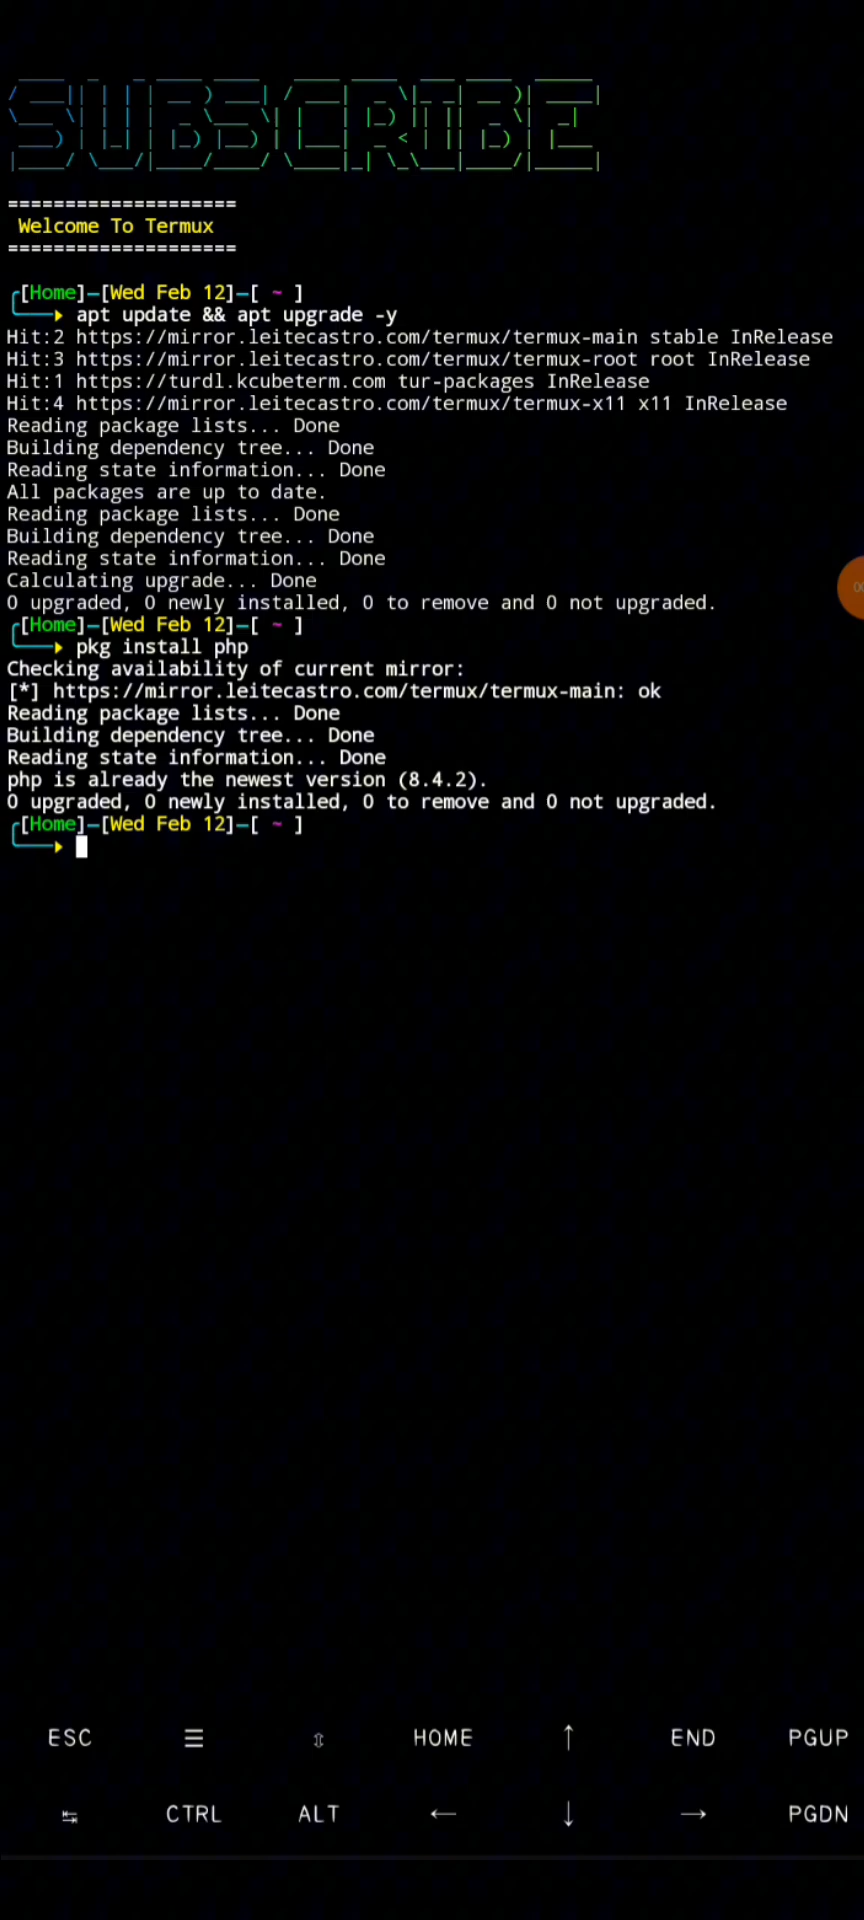 SUBSCRIBE
====================
Welcome To Termux
====================
[Home]—[Wed Feb 12]—[ ~ ]
apt update && apt upgrade -y
Hit:2 https://mirror.leitecastro.com/termux/termux-main stable InRelease
Hit:3 https://mirror.leitecastro.com/termux/termux-root root InRelease
Hit:1 https://turdl.kcubeterm.com tur-packages InRelease
Hit:4 https://mirror.leitecastro.com/termux/termux-x11 x11 InRelease
Reading package lists... Done
Building dependency tree... Done
Reading state information... Done
All packages are up to date.
Reading package lists... Done
Building dependency tree... Done
Reading state information... Done
Calculating upgrade... Done
0 upgraded, 0 newly installed, 0 to remove and 0 not upgraded.
[Home]—[Wed Feb 12]—[ ~ ]
pkg install php
Checking availability of current mirror:
[*] https://mirror.leitecastro.com/termux/termux-main: ok
Reading package lists... Done
Building dependency tree... Done
Reading state information... Done
php is already the newest version (8.4.2).
0 upgraded, 0 newly installed, 0 to remove and 0 not upgraded.
[Home]—[Wed Feb 12]—[ ~ ]
ESC ☰ ⇳ HOME ↑ END PGUP
↹ CTRL ALT ← ↓ → PGDN